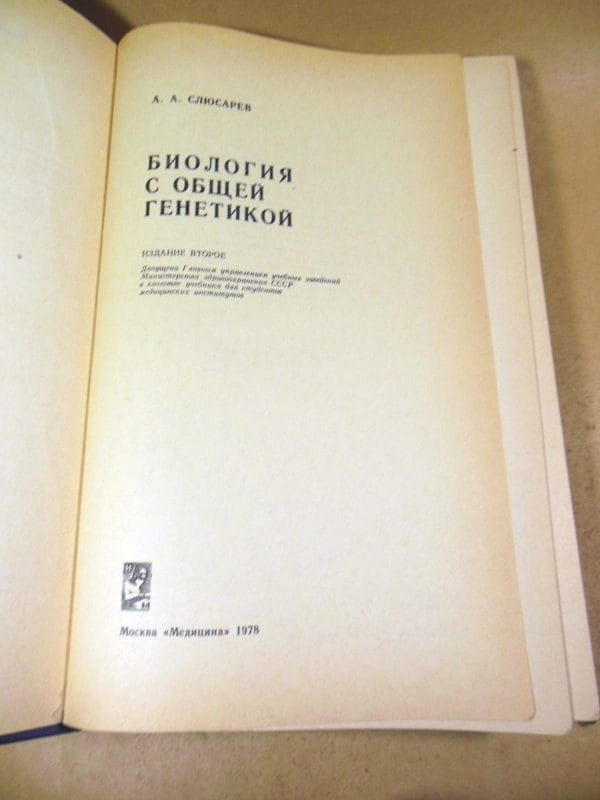 А. А. СЛЮСАРЕВ
БИОЛОГИЯ
С ОБЩЕЙ
ГЕНЕТИКОЙ
ИЗДАНИЕ ВТОРОЕ
Допущено Главным управлением учебных заведений
Министерства здравоохранения СССР
в качестве учебника для студентов
медицинских институтов
М
Москва «Медицина» 1978